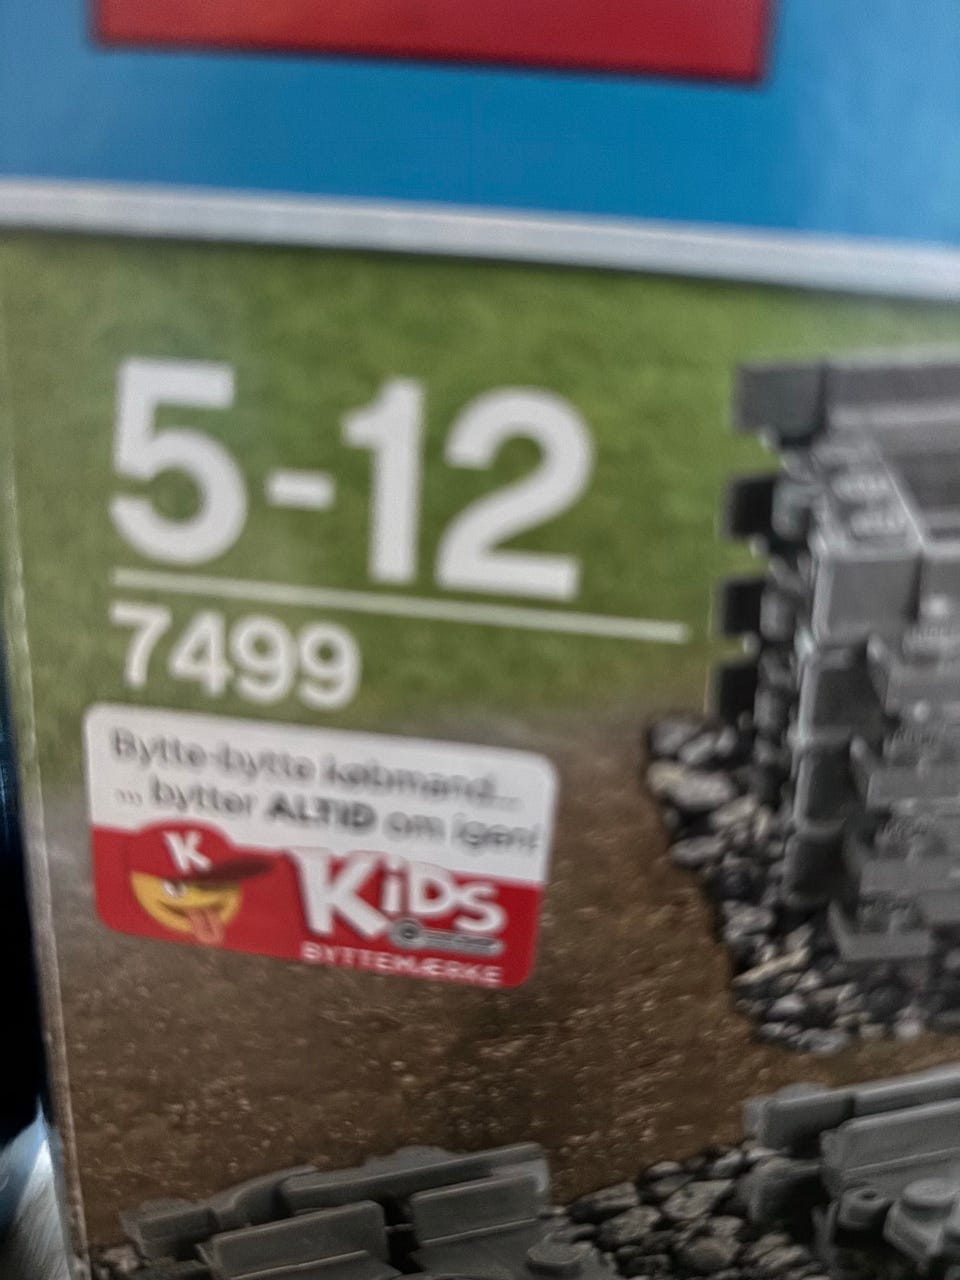 5-12
7499
Bytte-bytte købmand...
... bytter ALTID om igen!
K
KiDS
BYTTEMÆRKE